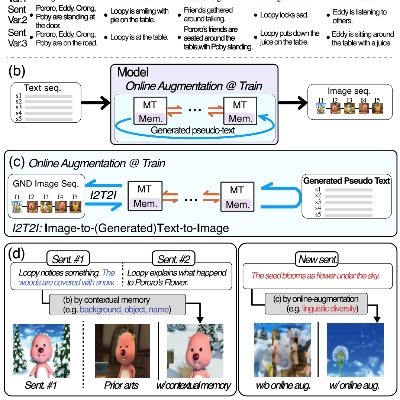 Sent Var.2 • Pororo, Eddy, Crong, Poby are standing at the door. • Loopy is smiling with pie on the table. • Friends gathered around talking. • Loopy looks sad. • Eddy is listening to others.
Sent Var.3 • Pororo, Eddy, Crong, Poby are on the road. • Loopy is at the table. • Pororo's friends are seated around the table, with Poby standing. • Loopy put down the juice on the table. • Eddy is sitting around the table with a juice.
(b)
Text seq.
s1
s2
s3
s4
s5
Model
Online Augmentation @ Train
MT
Mem.
...
MT
Mem.
Generated pseudo-text
Image seq.
I1 I2 I3 I4 I5
(c) Online Augmentation @ Train
GND Image Seq.
I1 I2 I3 I4 I5
I2T2I
MT
Mem.
...
MT
Mem.
Generated Pseudo Text
s1
s2
s3
s4
s5
I2T2I: Image-to-(Generated)Text-to-Image
(d)
Sent. #1
Loopy notices something. The woods are covered with snow.
Sent. #2
Loopy explains what happen to Pororo's Flower.
(b) by contextual memory
(e.g. background, object, name)
Sent. #1
Prior arts
w/contextual memory
New sent.
The seed blooms as flower under the sky.
(c) by online-augmentation
(e.g. linguistic diversity)
w/o online aug.
w/ online aug.